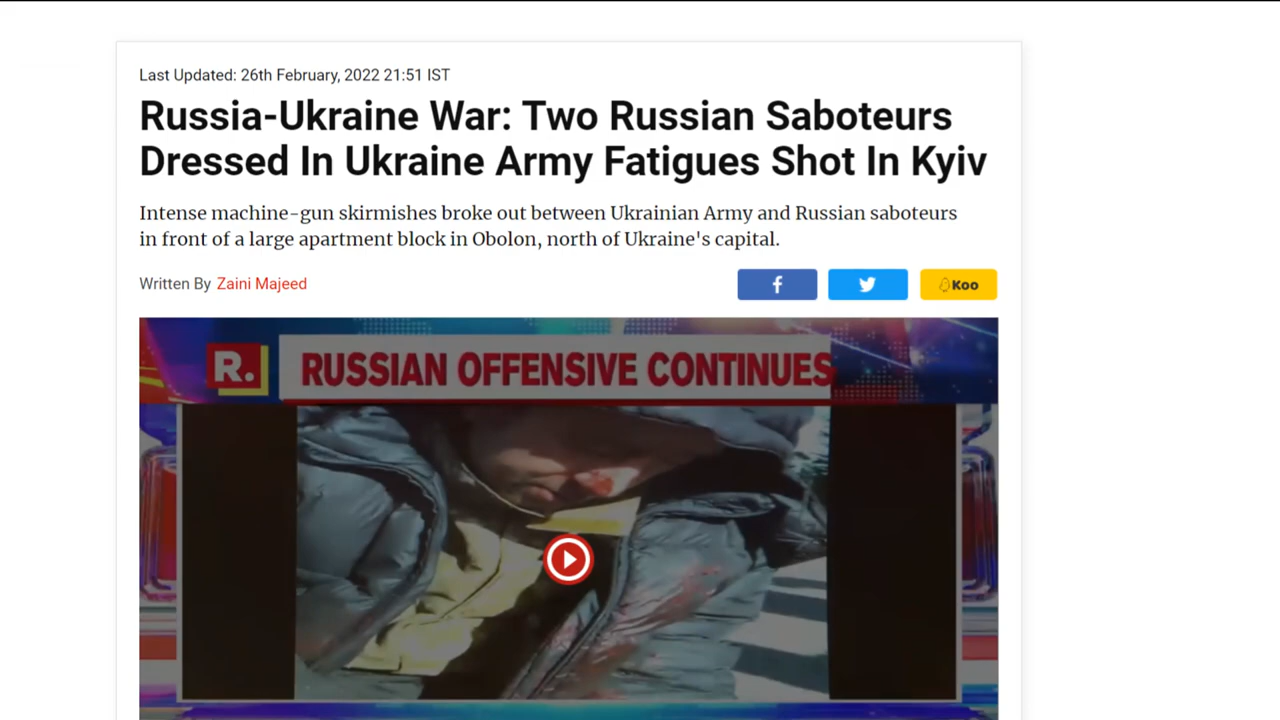 Last Updated: 26th February, 2022 21:51 IST
Russia-Ukraine War: Two Russian Saboteurs
Dressed In Ukraine Army Fatigues Shot In Kyiv
Intense machine-gun skirmishes broke out between Ukrainian Army and Russian saboteurs
in front of a large apartment block in Obolon, north of Ukraine's capital.
Written By Zaini Majeed
f
Koo
R.
RUSSIAN OFFENSIVE CONTINUES